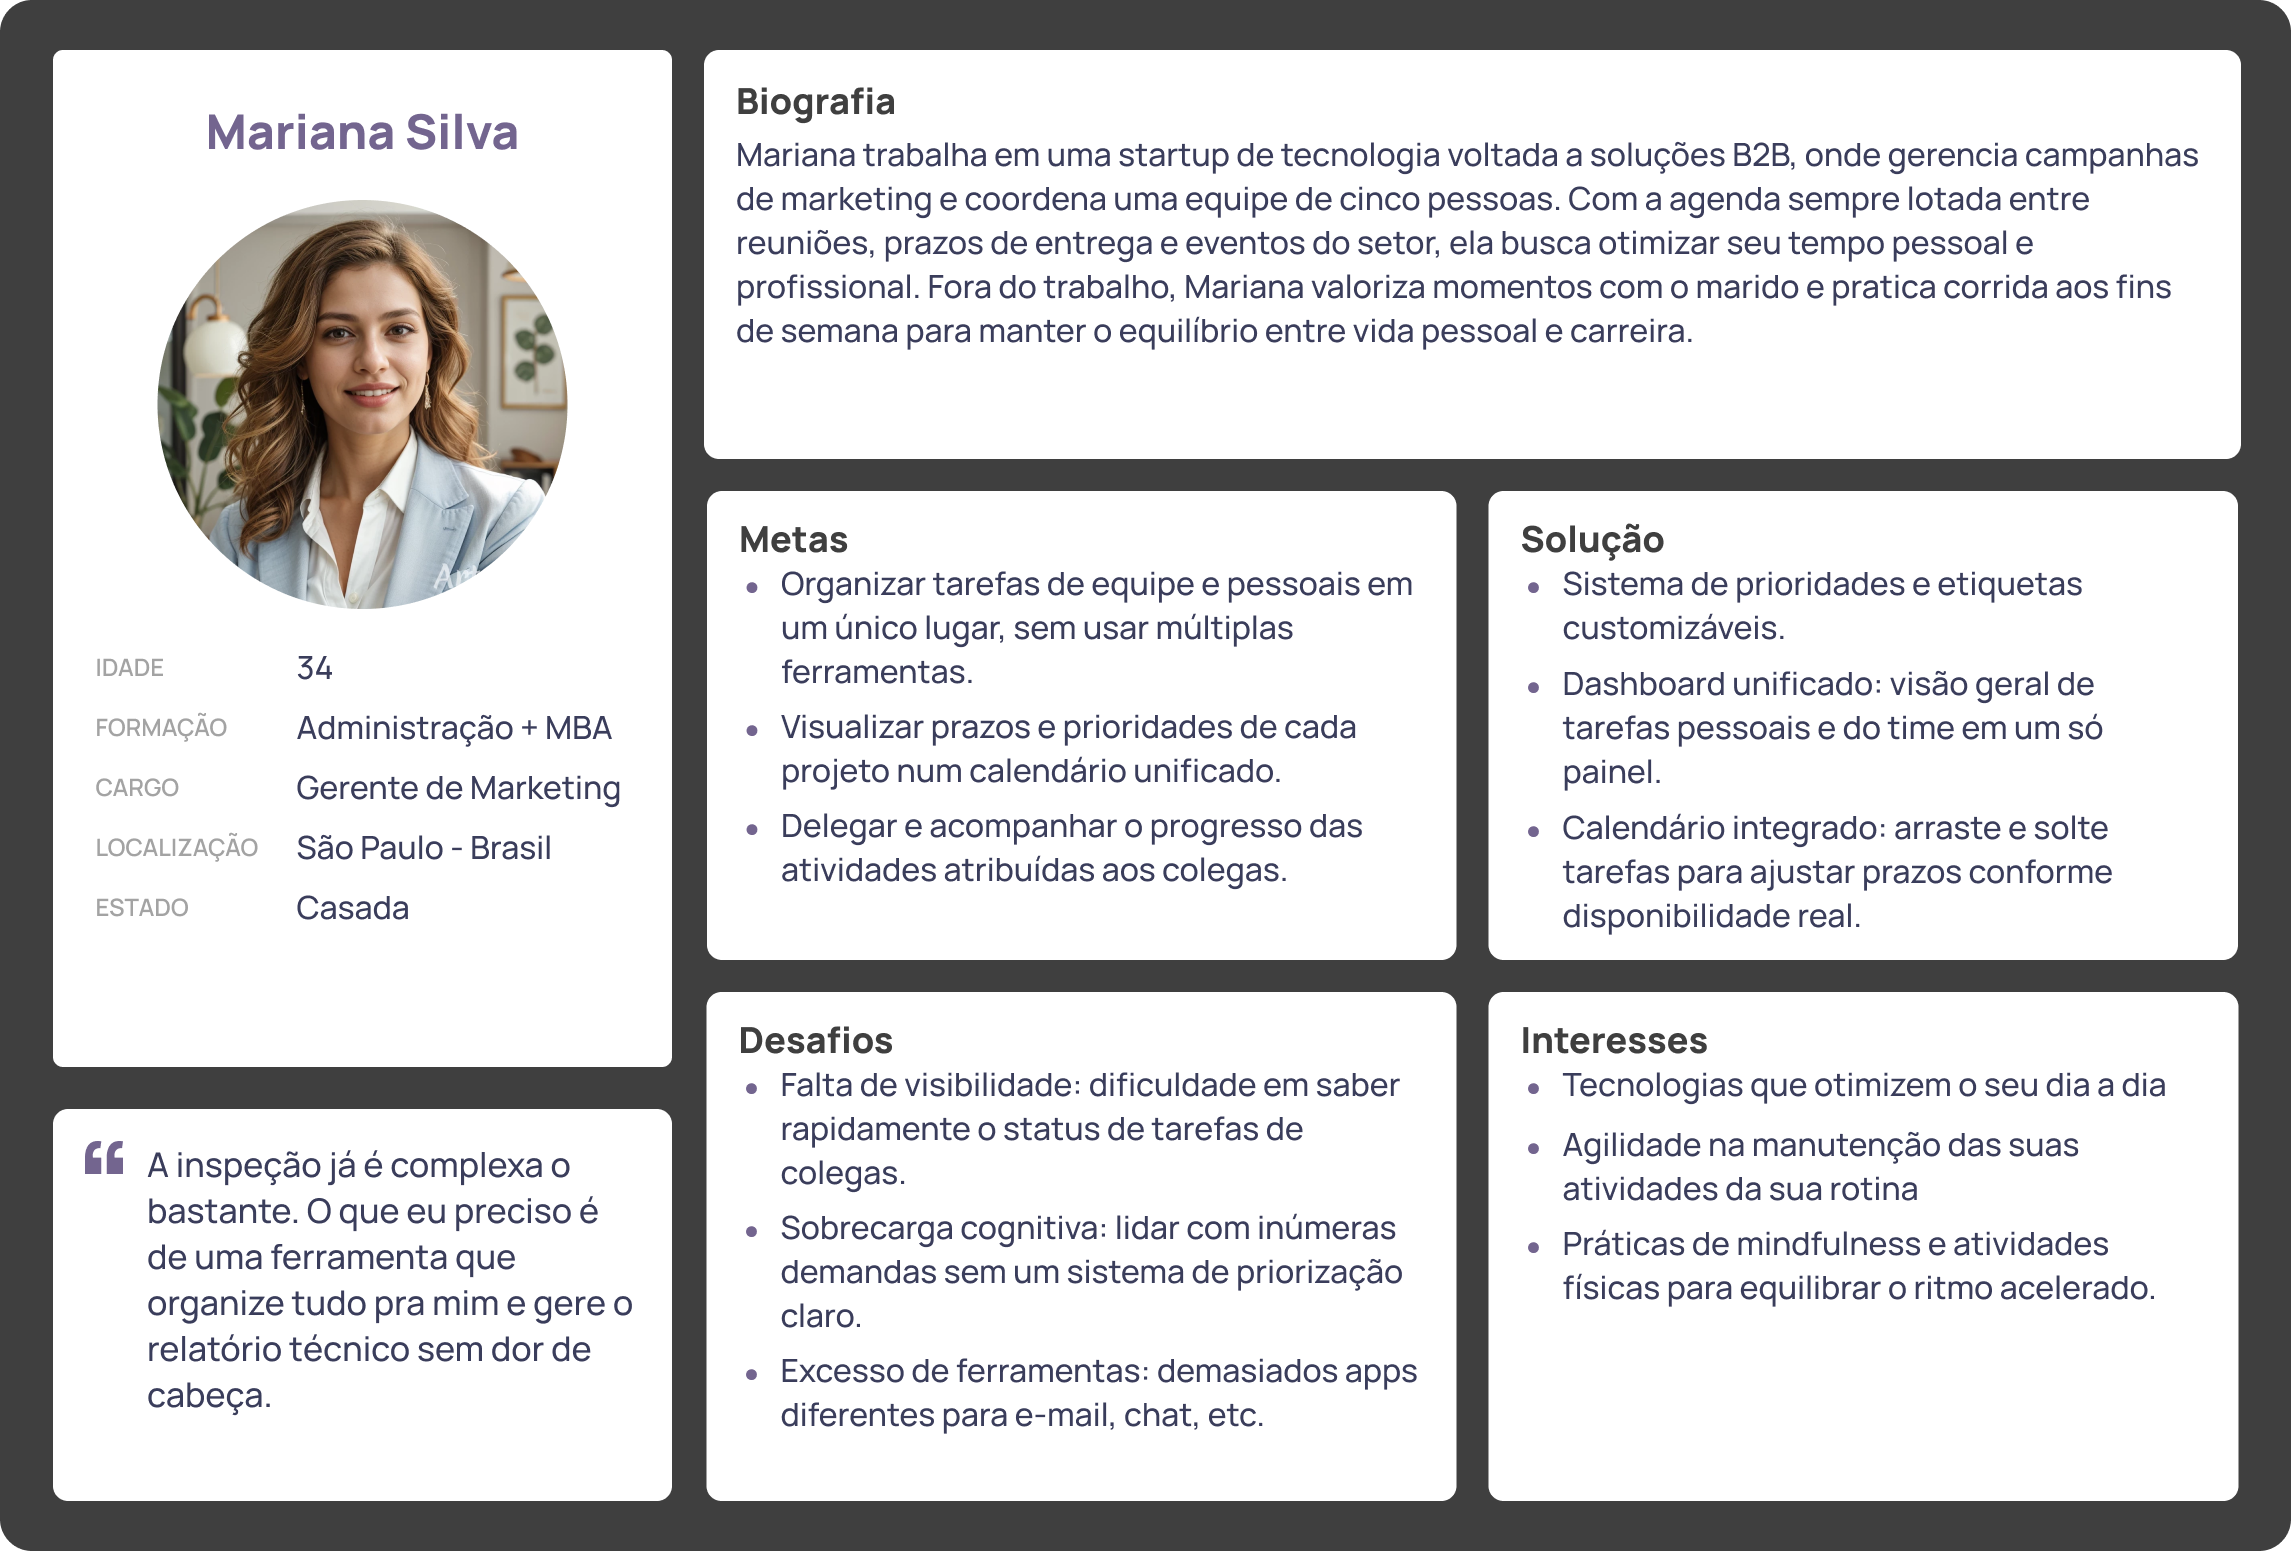 Mariana Silva
IDADE 34
FORMAÇÃO Administração + MBA
CARGO Gerente de Marketing
LOCALIZAÇÃO São Paulo - Brasil
ESTADO Casada
“ A inspeção já é complexa o
bastante. O que eu preciso é
de uma ferramenta que
organize tudo pra mim e gere o
relatório técnico sem dor de
cabeça.
Biografia
Mariana trabalha em uma startup de tecnologia voltada a soluções B2B, onde gerencia campanhas
de marketing e coordena uma equipe de cinco pessoas. Com a agenda sempre lotada entre
reuniões, prazos de entrega e eventos do setor, ela busca otimizar seu tempo pessoal e
profissional. Fora do trabalho, Mariana valoriza momentos com o marido e pratica corrida aos fins
de semana para manter o equilíbrio entre vida pessoal e carreira.
Metas
• Organizar tarefas de equipe e pessoais em
um único lugar, sem usar múltiplas
ferramentas.
• Visualizar prazos e prioridades de cada
projeto num calendário unificado.
• Delegar e acompanhar o progresso das
atividades atribuídas aos colegas.
Solução
• Sistema de prioridades e etiquetas
customizáveis.
• Dashboard unificado: visão geral de
tarefas pessoais e do time em um só
painel.
• Calendário integrado: arraste e solte
tarefas para ajustar prazos conforme
disponibilidade real.
Desafios
• Falta de visibilidade: dificuldade em saber
rapidamente o status de tarefas de
colegas.
• Sobrecarga cognitiva: lidar com inúmeras
demandas sem um sistema de priorização
claro.
• Excesso de ferramentas: demasiados apps
diferentes para e-mail, chat, etc.
Interesses
• Tecnologias que otimizem o seu dia a dia
• Agilidade na manutenção das suas
atividades da sua rotina
• Práticas de mindfulness e atividades
físicas para equilibrar o ritmo acelerado.